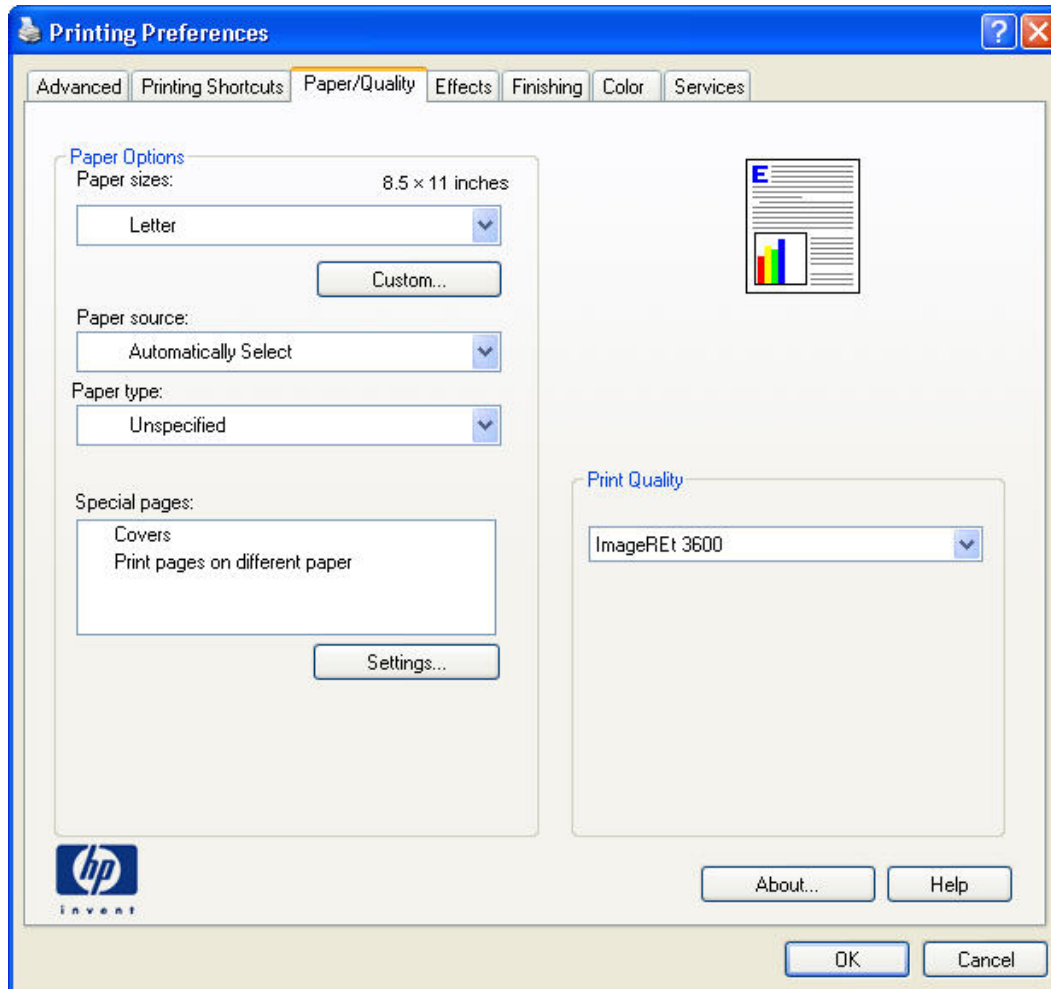 Printing Preferences
Advanced Printing Shortcuts Paper/Quality Effects Finishing Color Services
Paper Options
Paper sizes: 8.5 × 11 inches
Letter
Custom...
Paper source:
Automatically Select
Paper type:
Unspecified
Special pages:
Covers
Print pages on different paper
Settings...
E
Print Quality
ImageREt 3600
hp
invent
About... Help
OK Cancel